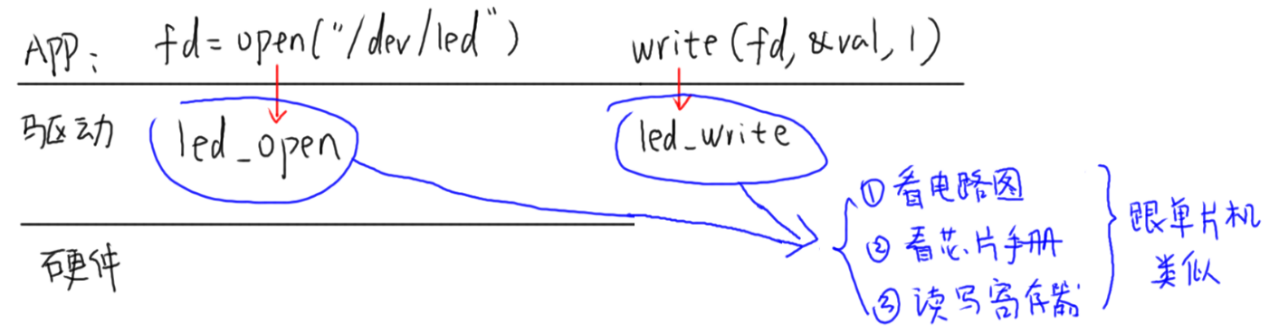 APP: fd=open("/dev/led") write(fd,&val,1)
驱动 led_open led_write
硬件
① 看电路图
② 看芯片手册
③ 读写寄存器
跟单片机
类似